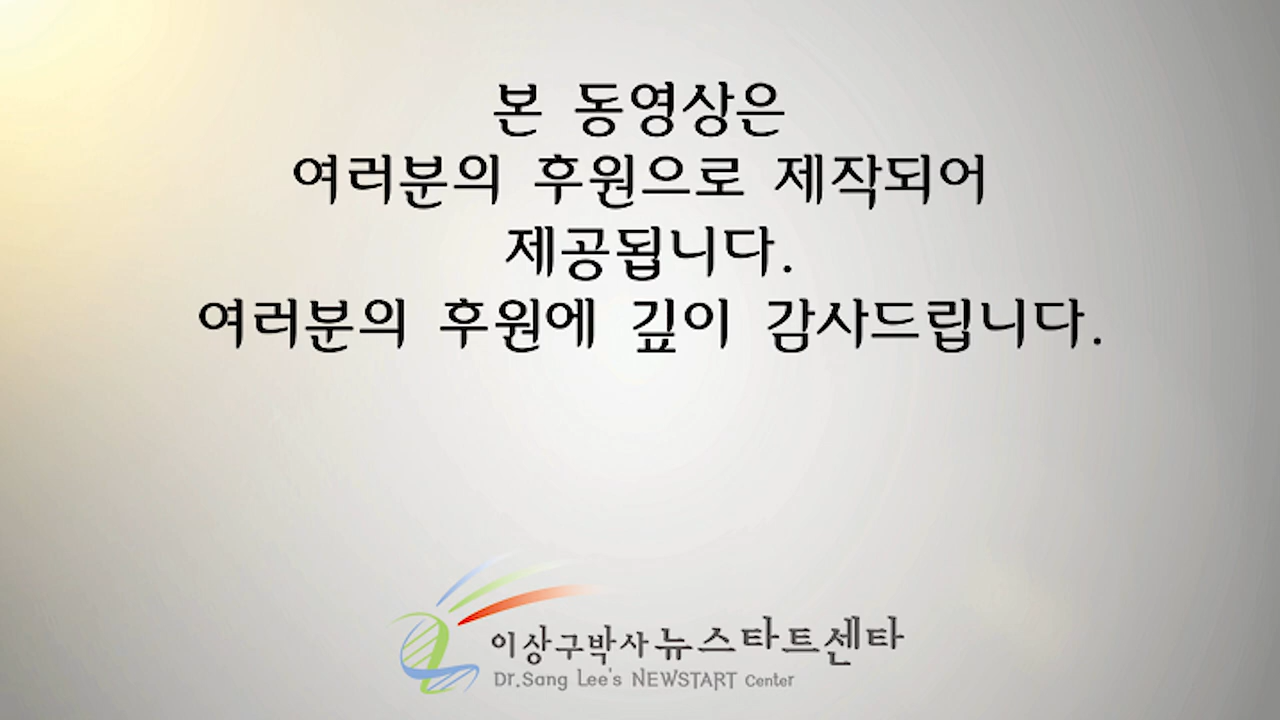 본 동영상은
여러분의 후원으로 제작되어
제공됩니다.
여러분의 후원에 깊이 감사드립니다.
이상구박사뉴스타트센타
Dr.Sang Lee's NEWSTART Center